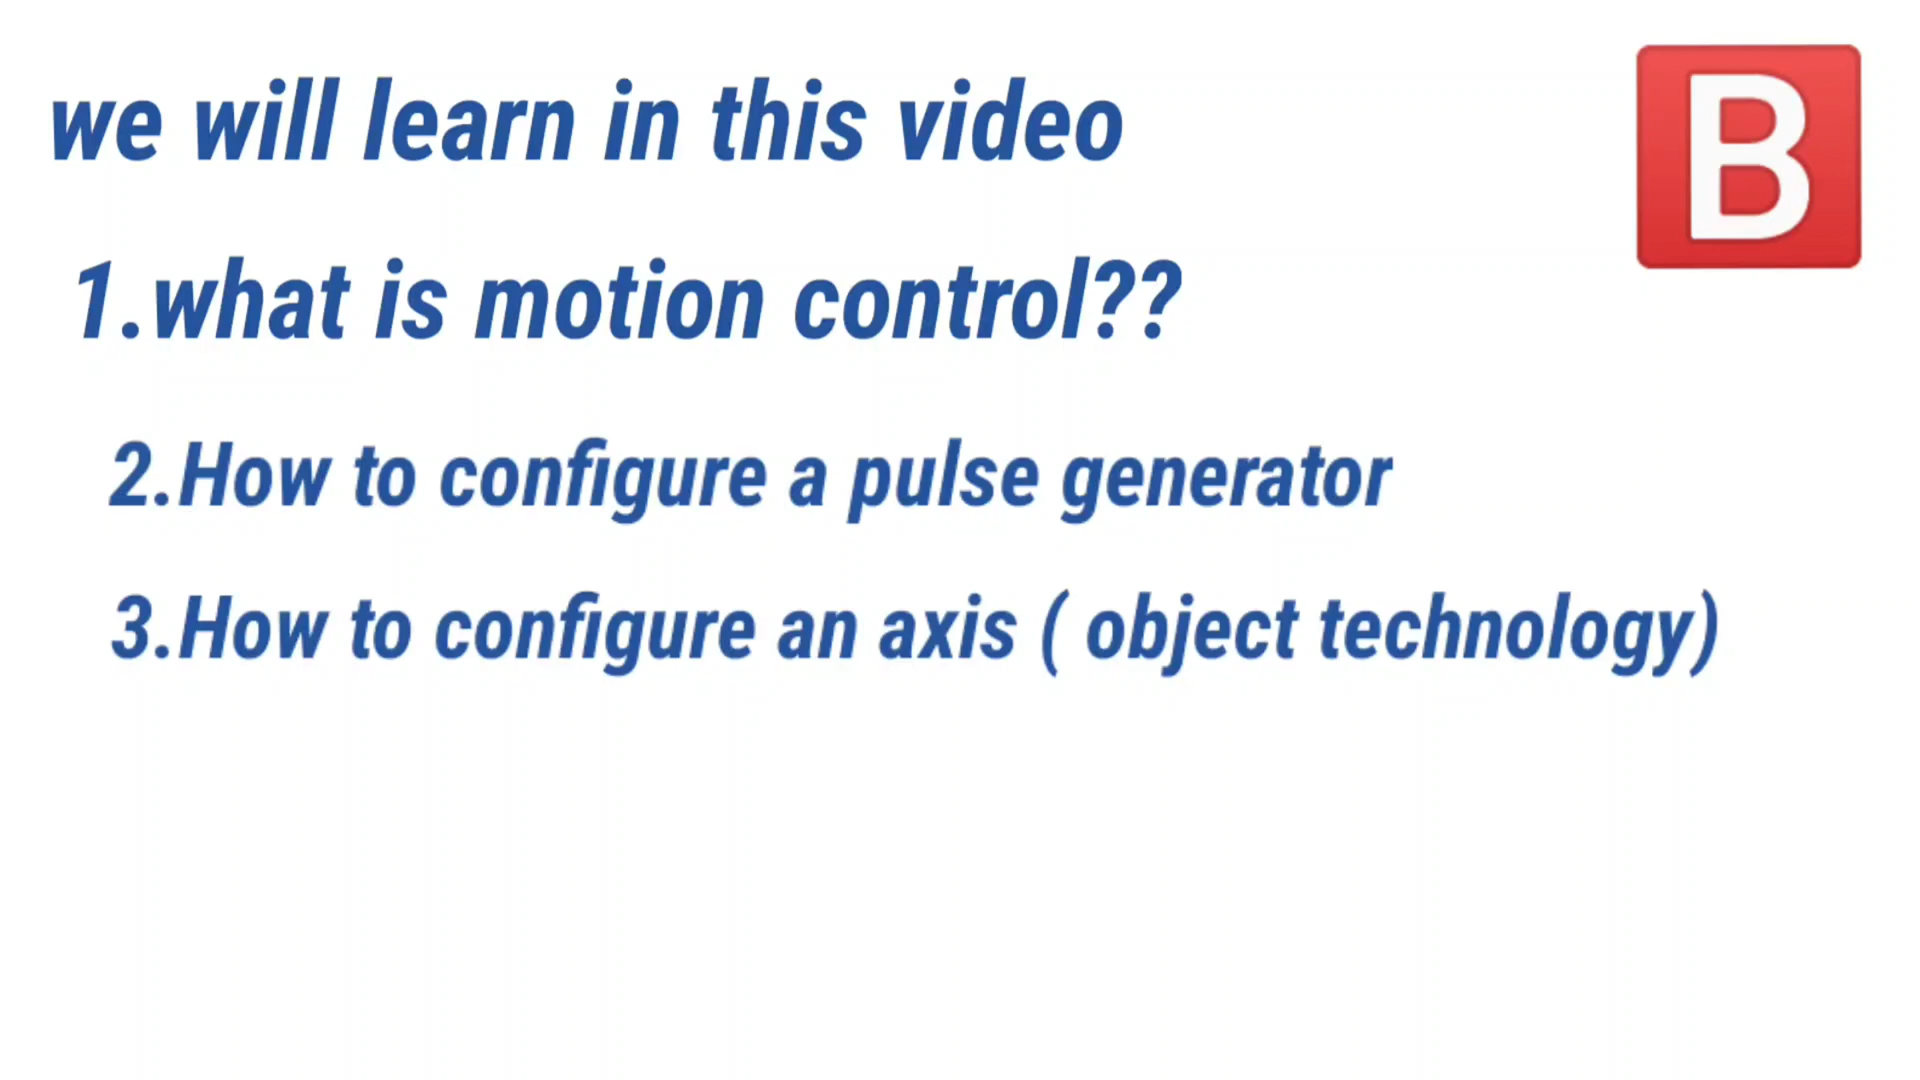 we will learn in this video
B
1.what is motion control??
2.How to configure a pulse generator
3.How to configure an axis ( object technology)